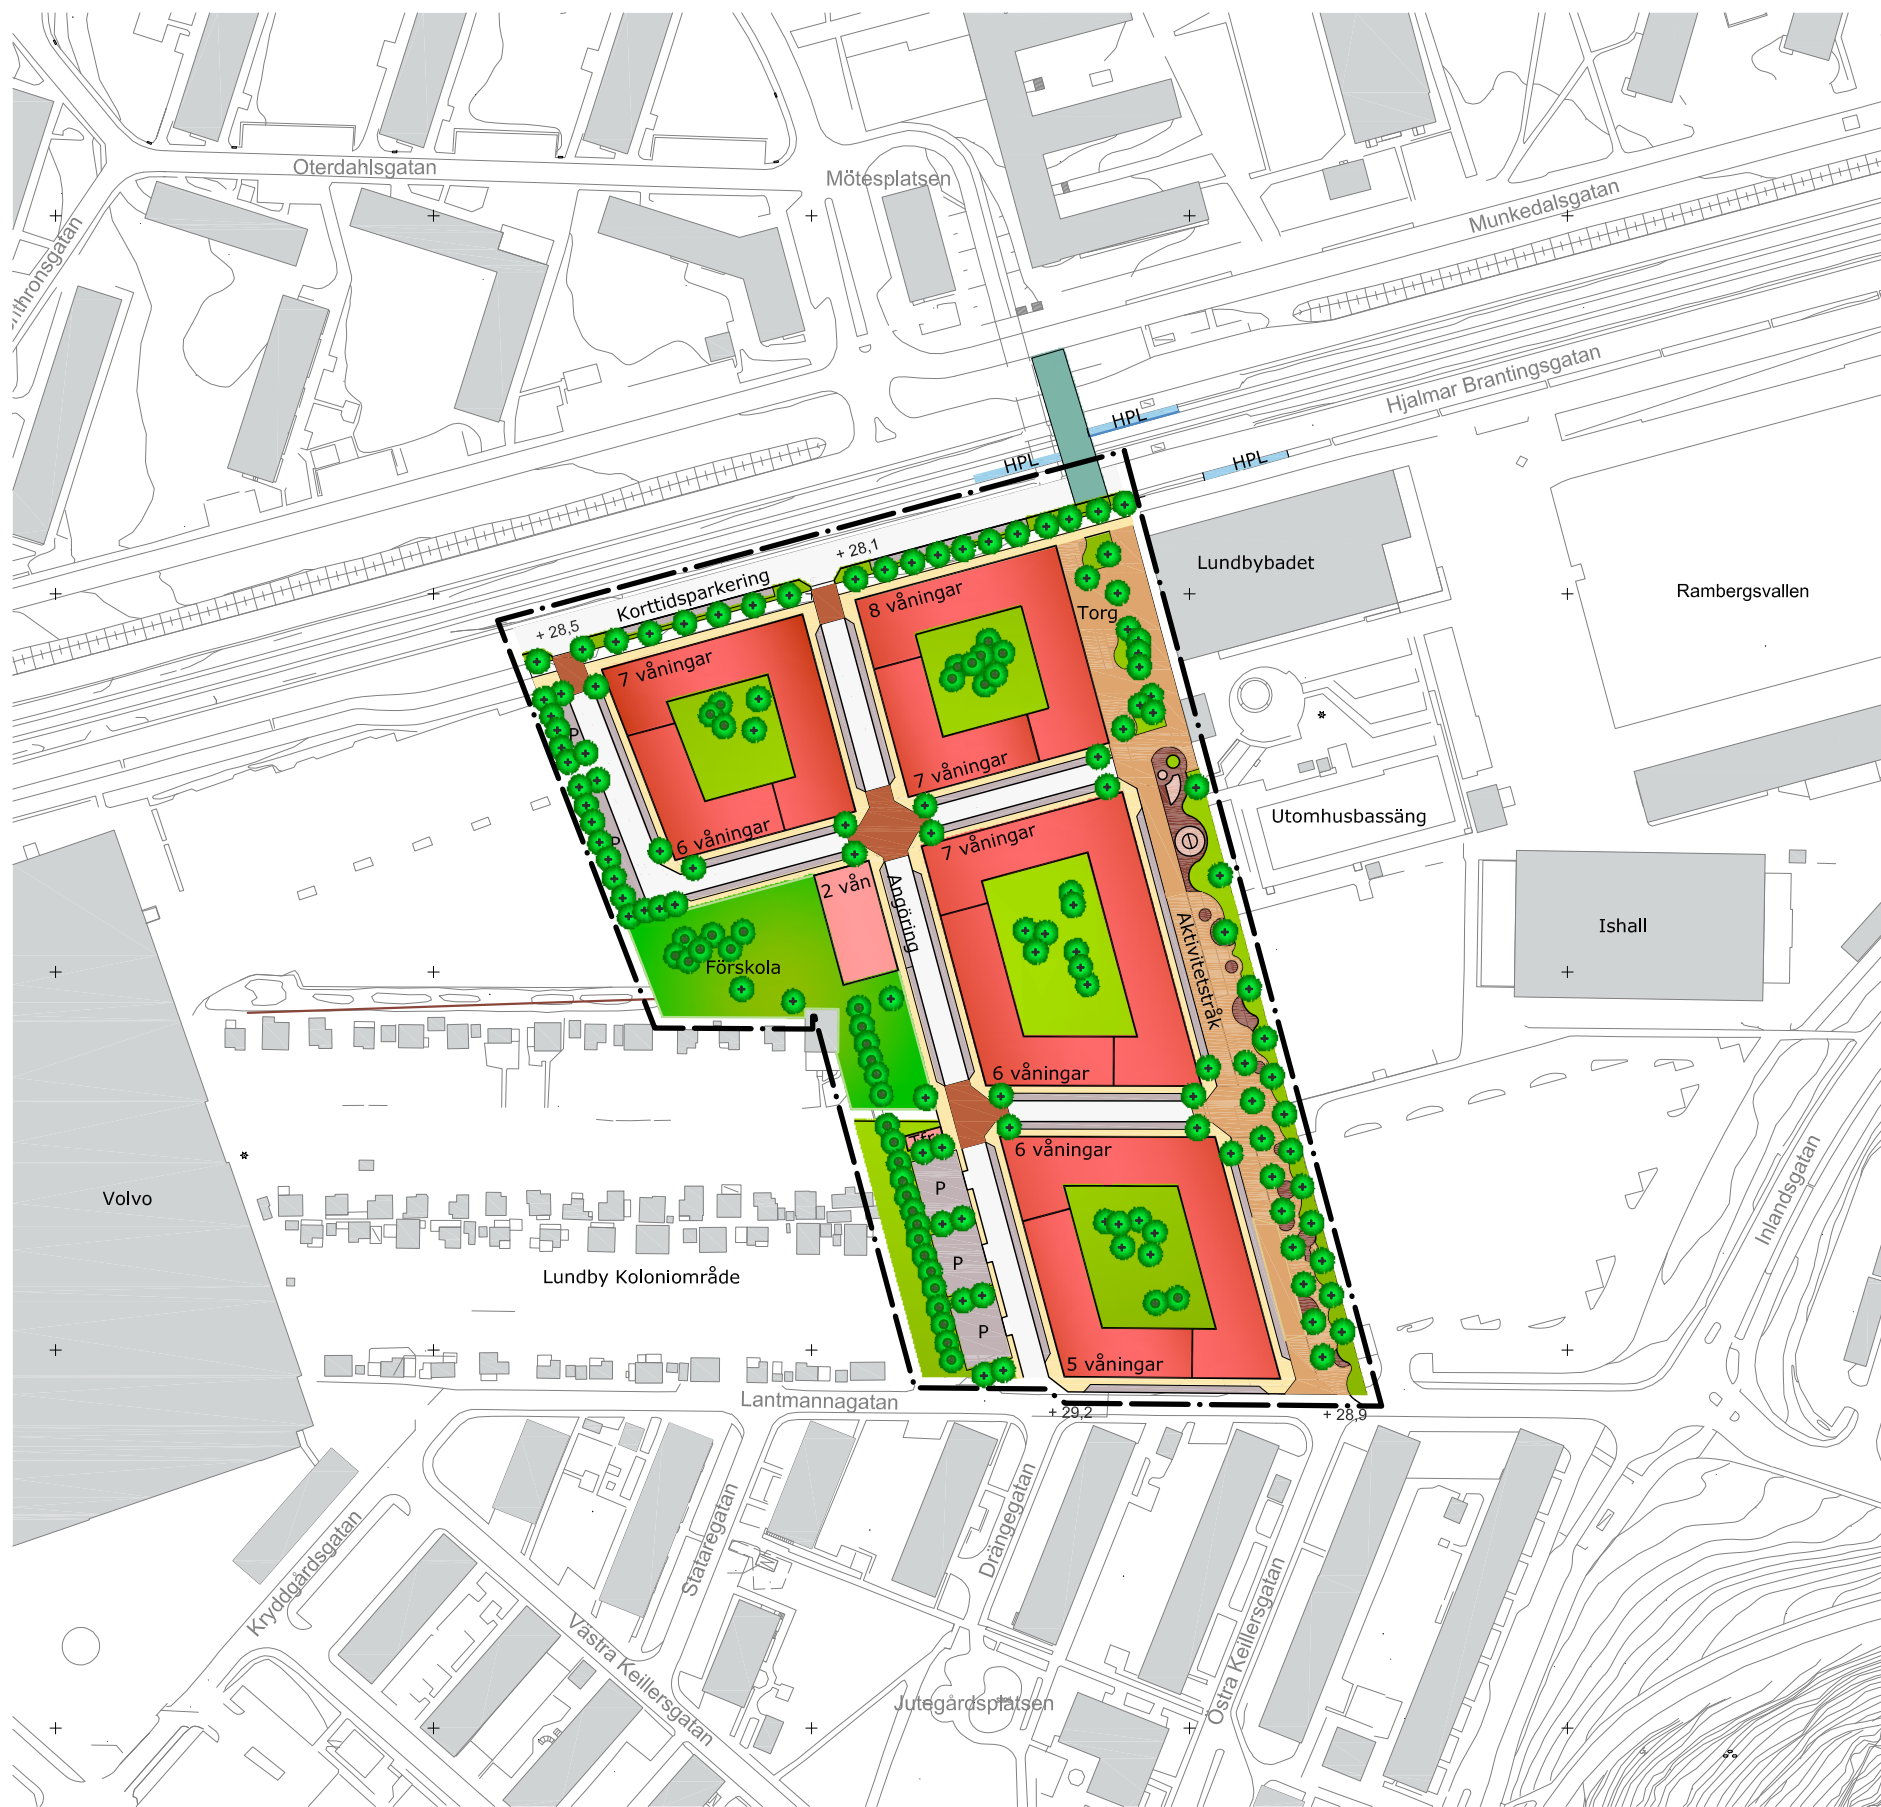 Oterdahlsgatan
Mötesplatsen
Munkedalsgatan
nthronsgatan
Hjalmar Brantingsgatan
HPL
HPL
HPL
+ 28,1
Korttidsparkering
+ 28,5
8 våningar
Torg
Lundbybadet
Rambergsvallen
7 våningar
P
7 våningar
6 våningar
P
7 våningar
Utomhusbassäng
2 vån
Angöring
Aktivitetstråk
Ishall
Förskola
6 våningar
Tfr
6 våningar
P
Volvo
P
Lundby Koloniområde
P
5 våningar
Inlandsgatan
Lantmannagatan
+ 29,2
+ 28,9
Kryddgårdsgatan
Stataregatan
Drängegatan
Västra Keillersgatan
Östra Keillersgatan
Jutegårdsplatsen